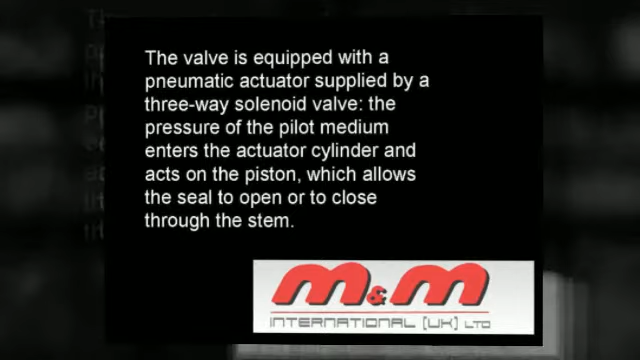 The valve is equipped with a
pneumatic actuator supplied by a
three-way solenoid valve: the
pressure of the pilot medium
enters the actuator cylinder and
acts on the piston, which allows
the seal to open or to close
through the stem.
M&M
INTERNATIONAL (UK) LTD